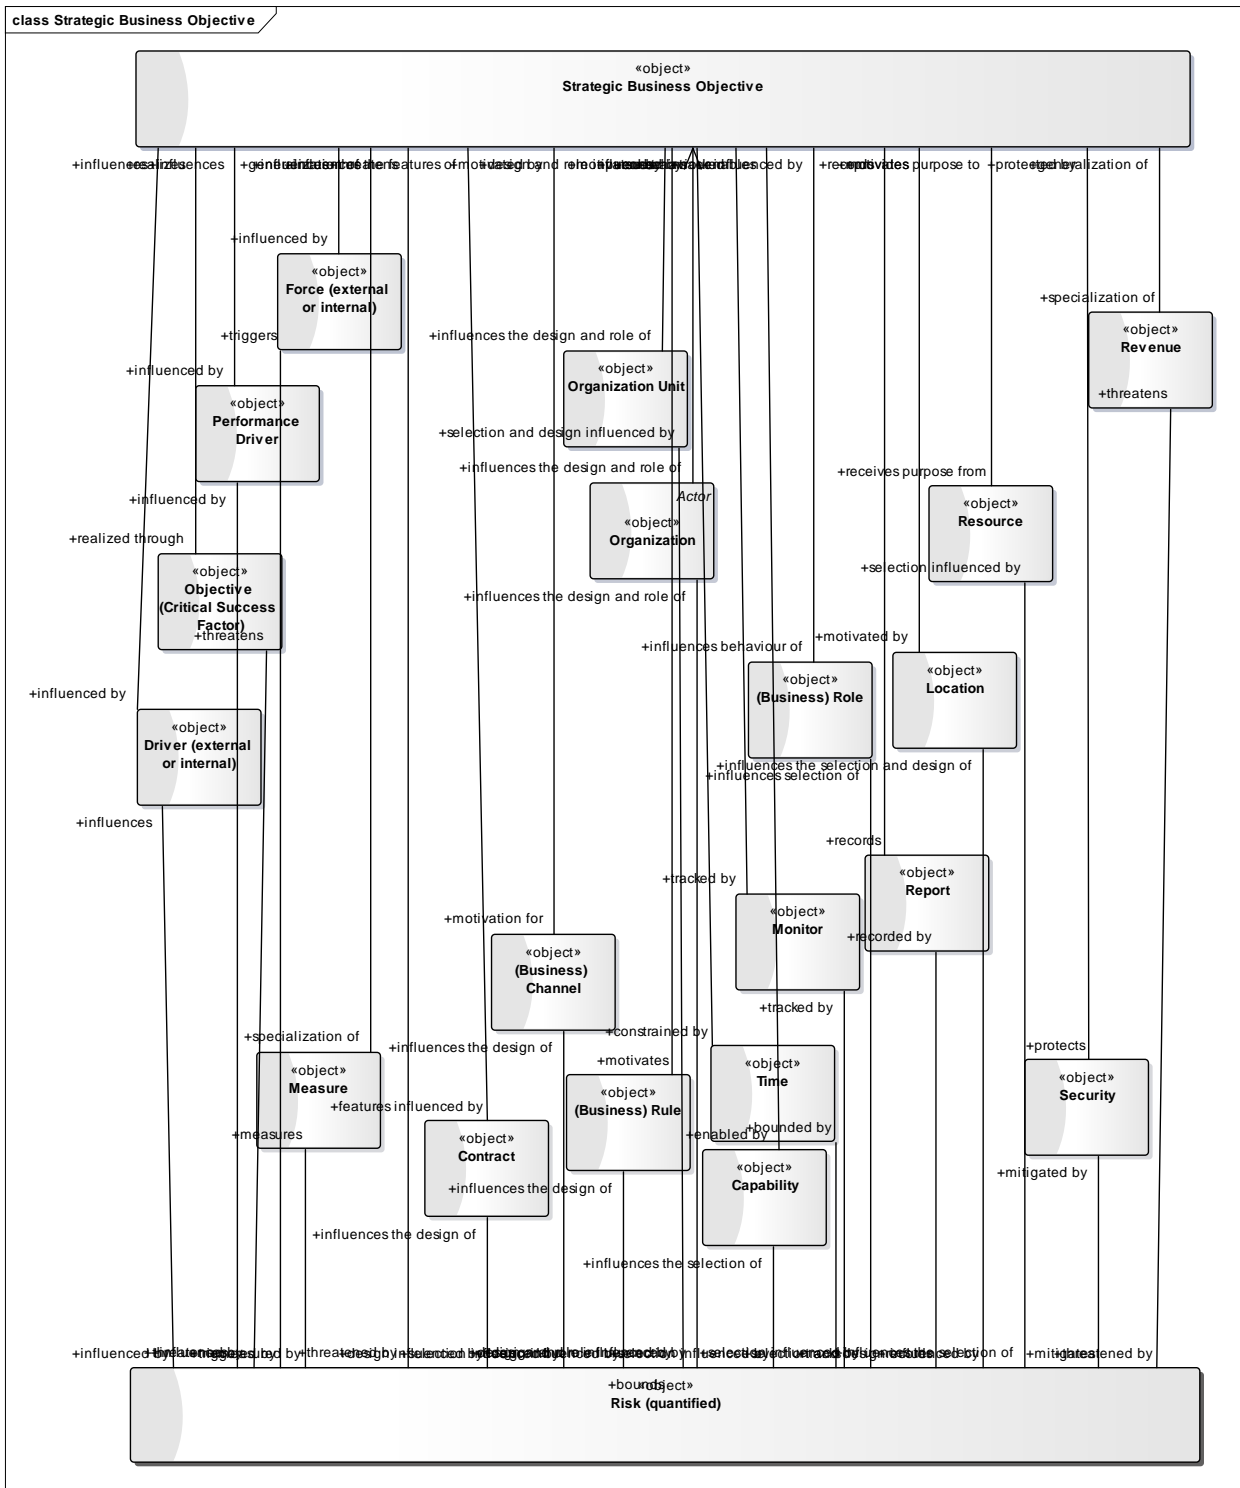 class Strategic Business Objective
«object»
Strategic Business Objective
+influences
+protected by
+influenced by
«object»
Force (external
or internal)
+specialization of
«object»
Revenue
+triggers
+influences the design and role of
«object»
Organization Unit
+influenced by
«object»
Performance
Driver
+threatens
+selection and design influenced by
+influences the design and role of
+receives purpose from
«object»
Resource
Actor
«object»
Organization
+influenced by
+realized through
«object»
Objective
(Critical Success
Factor)
+threatens
+selection influenced by
+influences the design and role of
+motivated by
+influences behaviour of
«object»
(Business) Role
«object»
Location
+influenced by
«object»
Driver (external
or internal)
+influences the selection and design of
+influences selection of
+influences
+records
«object»
Report
+tracked by
«object»
Monitor
+recorded by
+motivation for
«object»
(Business)
Channel
+tracked by
+constrained by
+specialization of
+influences the design of
+protects
«object»
Measure
+motivates
«object»
Time
«object»
Security
+features influenced by
«object»
(Business) Rule
+measures
+enabled by
+bounded by
«object»
Contract
«object»
Capability
+mitigated by
+influences the design of
+influences the design of
+influences the selection of
+influenced by
+threatened by
+mitigates
+bounds
«object»
Risk (quantified)